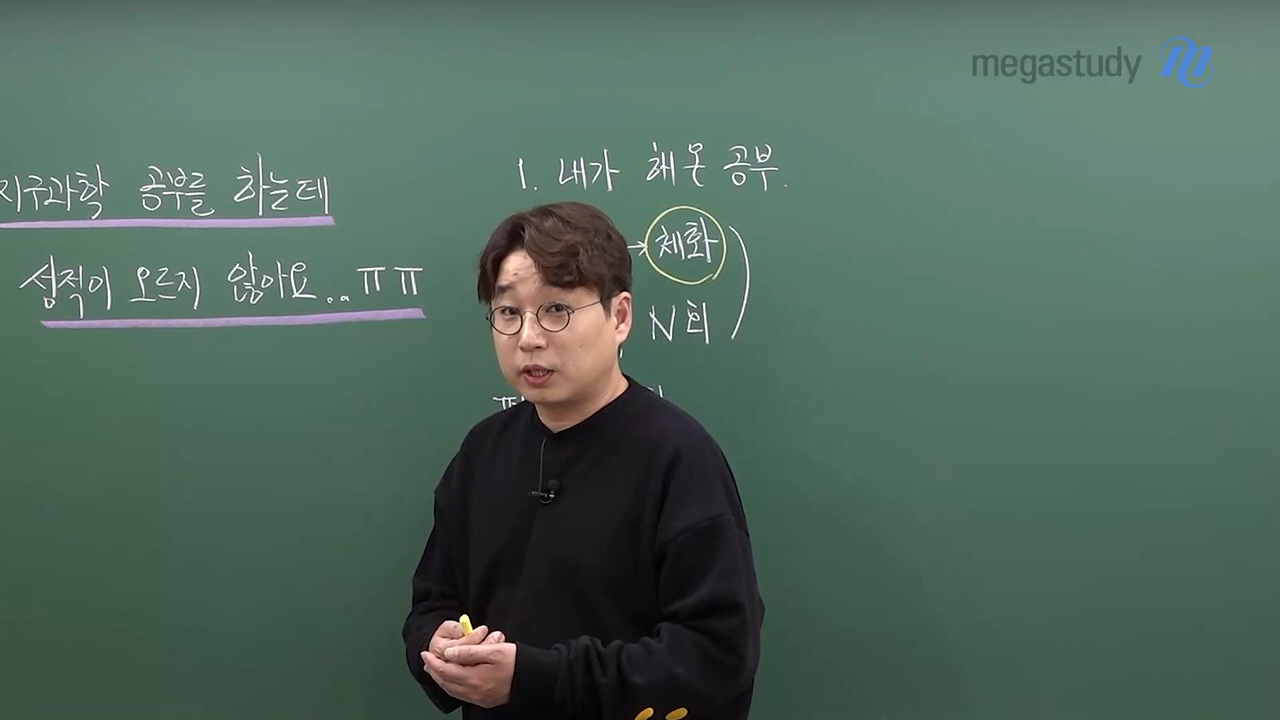 megastudy
지구과학 공부를 하는데
성적이 오르지 않아요..ㅠㅠ
1. 내가 해온 공부.
→ 체화
N회